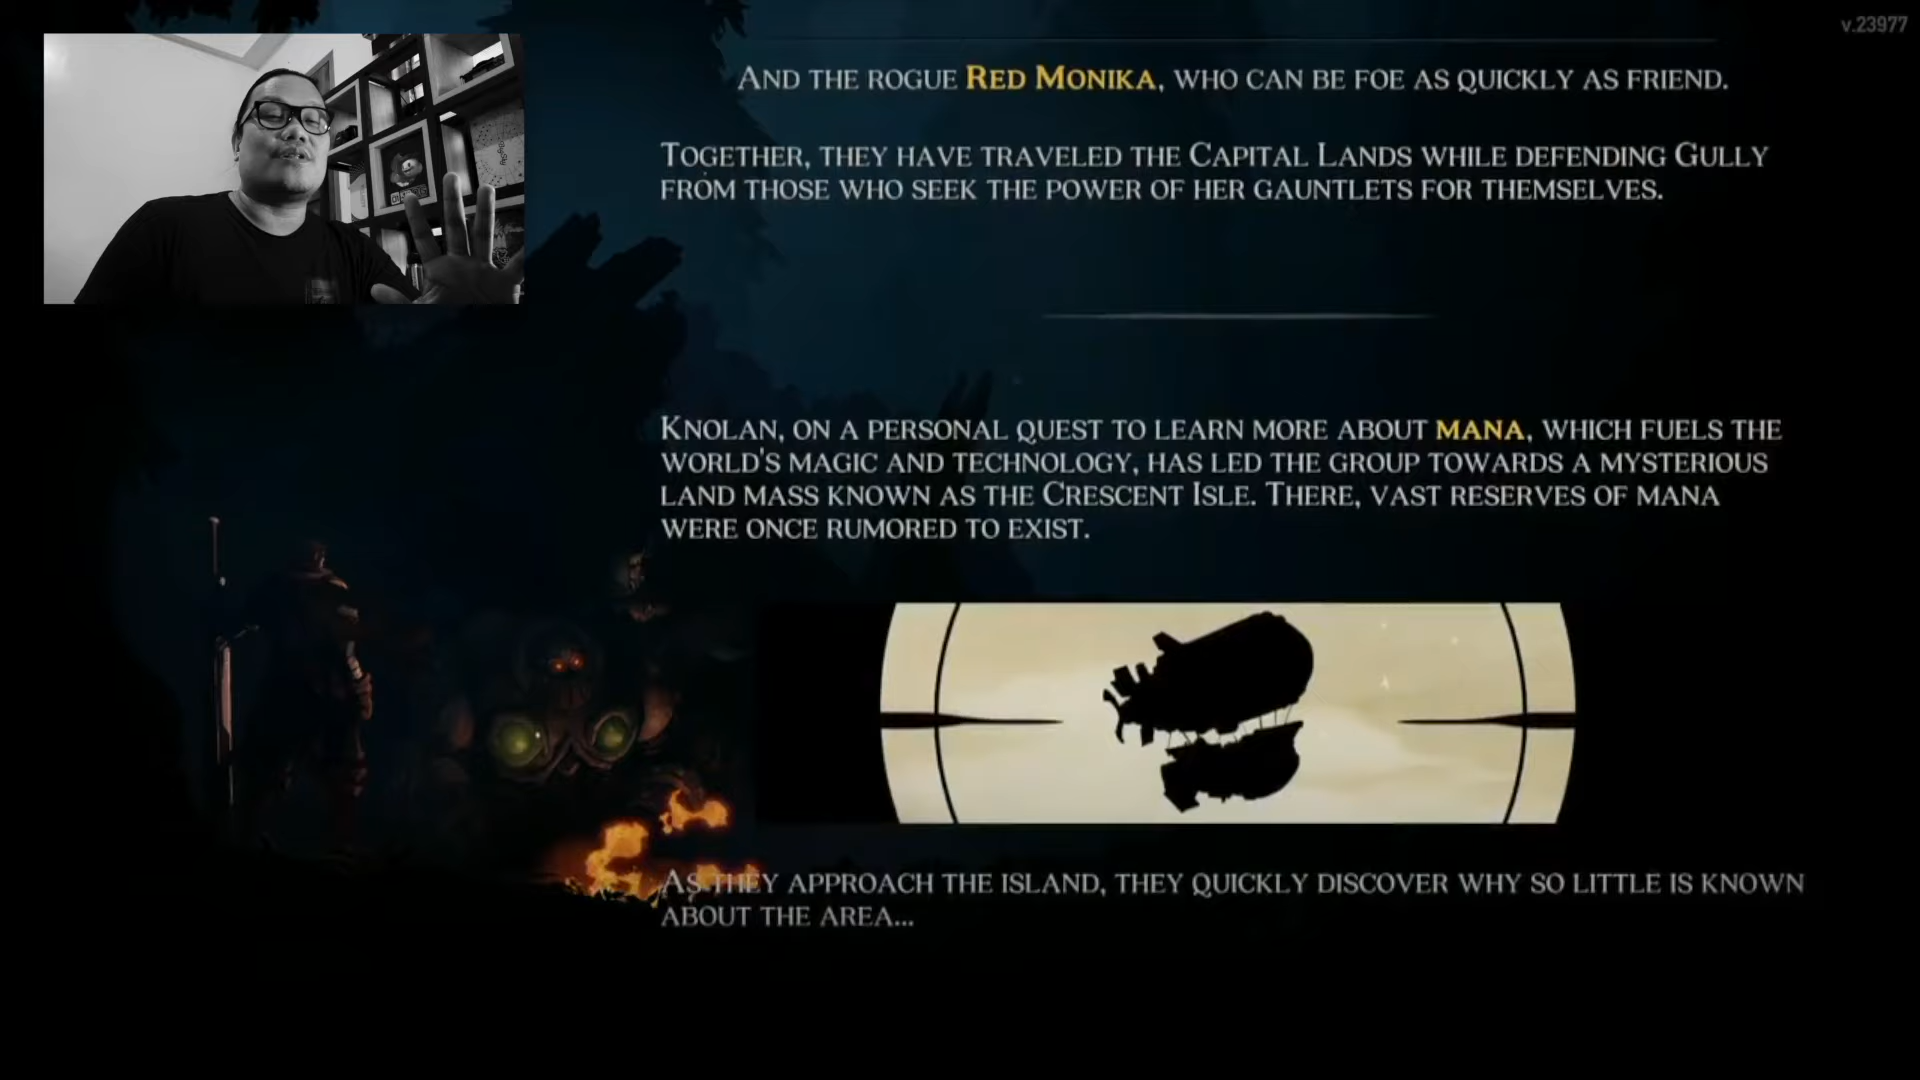 v.23977
And the rogue Red Monika, who can be foe as quickly as friend.
Together, they have traveled the Capital Lands while defending Gully
from those who seek the power of her gauntlets for themselves.
Knolan, on a personal quest to learn more about mana, which fuels the
world's magic and technology, has led the group towards a mysterious
land mass known as the Crescent Isle. There, vast reserves of mana
were once rumored to exist.
As they approach the island, they quickly discover why so little is known
about the area...